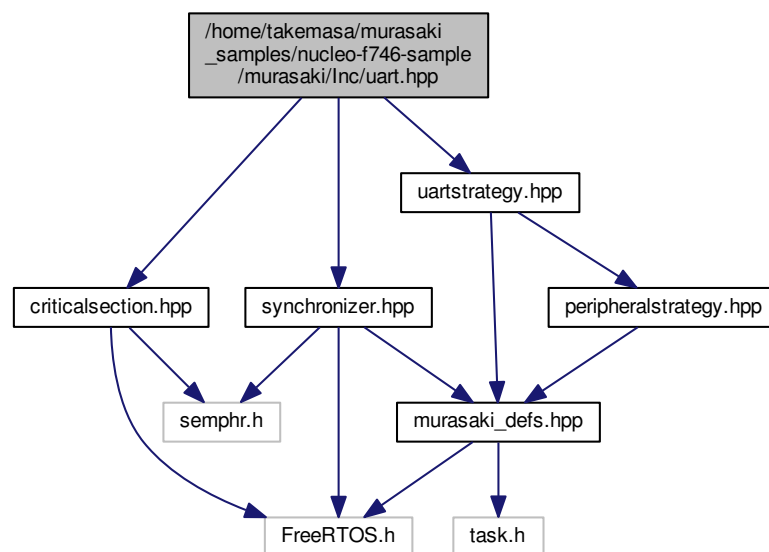 /home/takemasa/murasaki
_samples/nucleo-f746-sample
/murasaki/Inc/uart.hpp
uartstrategy.hpp
criticalsection.hpp
synchronizer.hpp
peripheralstrategy.hpp
semphr.h
murasaki_defs.hpp
FreeRTOS.h
task.h